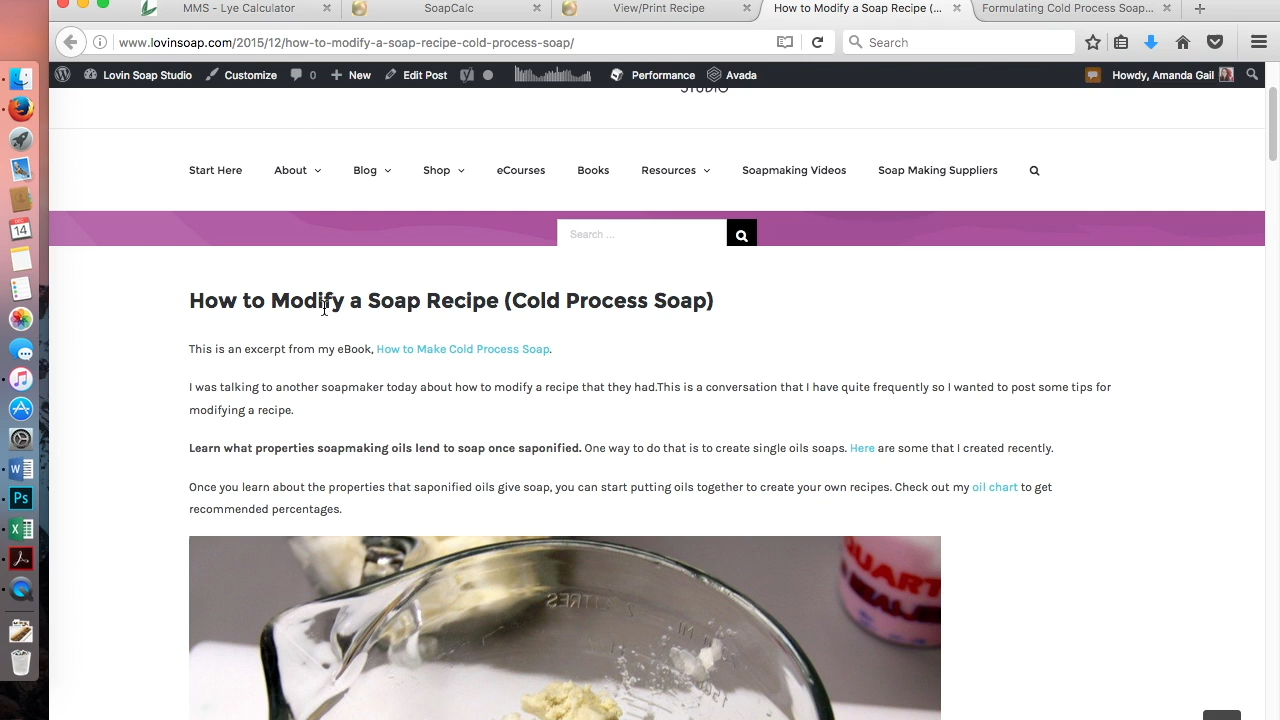 MMS - Lye Calculator
SoapCalc
View/Print Recipe
How to Modify a Soap Recipe (...
Formulating Cold Process Soap...
www.lovinsoap.com/2015/12/how-to-modify-a-soap-recipe-cold-process-soap/
Search
Lovin Soap Studio Customize 0 New Edit Post Performance Avada Howdy, Amanda Gail
STUDIO
Start Here About Blog Shop eCourses Books Resources Soapmaking Videos Soap Making Suppliers
Search ...
How to Modify a Soap Recipe (Cold Process Soap)
This is an excerpt from my eBook, How to Make Cold Process Soap.
I was talking to another soapmaker today about how to modify a recipe that they had.This is a conversation that I have quite frequently so I wanted to post some tips for
modifying a recipe.
Learn what properties soapmaking oils lend to soap once saponified. One way to do that is to create single oils soaps. Here are some that I created recently.
Once you learn about the properties that saponified oils give soap, you can start putting oils together to create your own recipes. Check out my oil chart to get
recommended percentages.
DEC
14
W
Ps
X
QUART